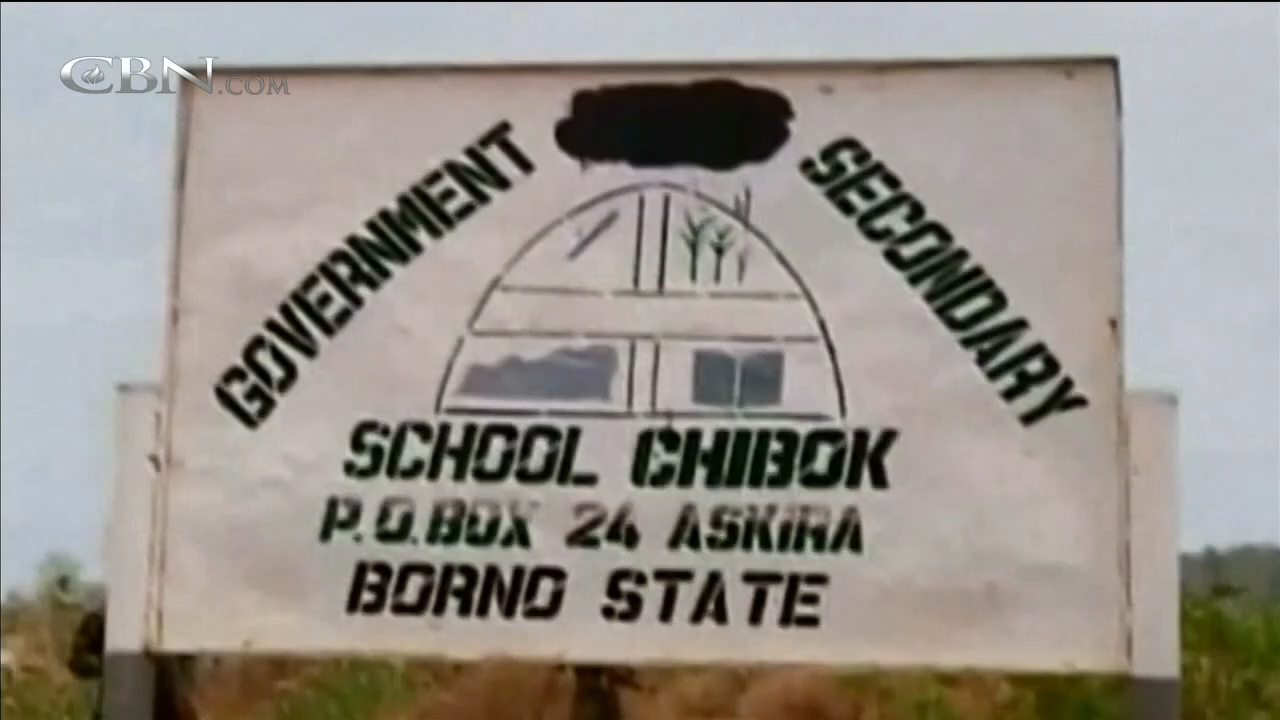 CBN.COM
GOVERNMENT
SECONDARY
SCHOOL CHIBOK
P.O.BOX 24 ASKIRA
BORNO STATE